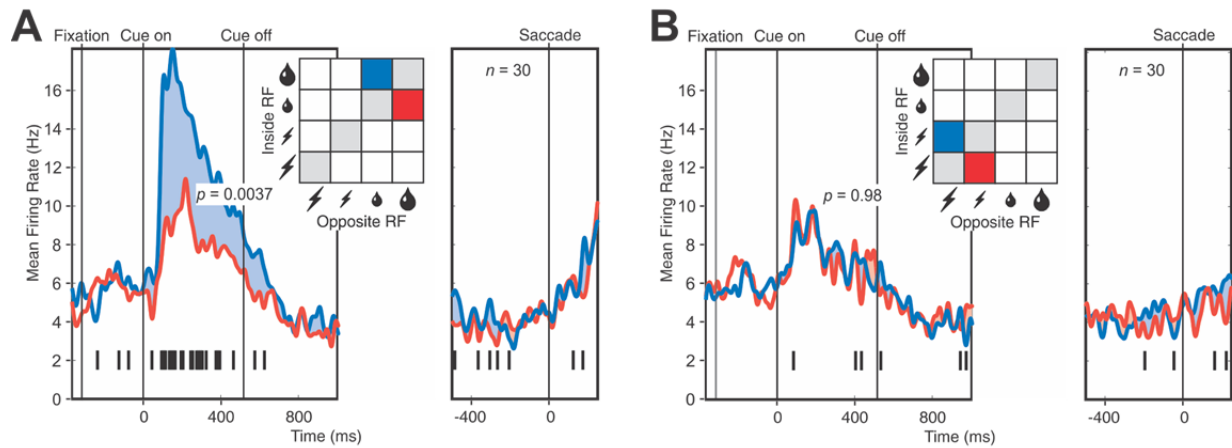 A
Fixation Cue on Cue off Saccade
16
14
12
10
8
6
4
2
0
Mean Firing Rate (Hz)
p = 0.0037
Inside RF
Opposite RF
n = 30
0 400 800
Time (ms)
-400 0
B
Fixation Cue on Cue off Saccade
16
14
12
10
8
6
4
2
0
Mean Firing Rate (Hz)
p = 0.98
Inside RF
Opposite RF
n = 30
0 400 800
Time (ms)
-400 0